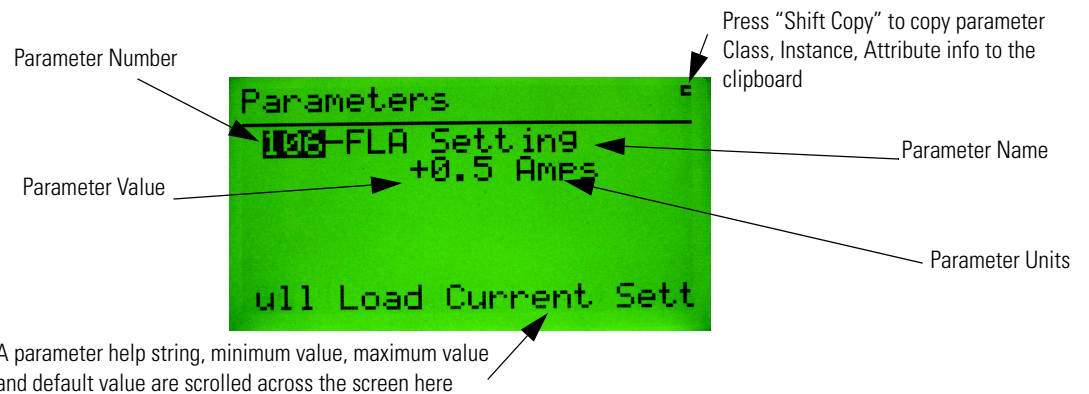 Press “Shift Copy” to copy parameter
Class, Instance, Attribute info to the
clipboard
Parameter Number
Parameters
106-FLA Setting
+0.5 Amps
Parameter Name
Parameter Value
Parameter Units
ull Load Current Sett
A parameter help string, minimum value, maximum value
and default value are scrolled across the screen here